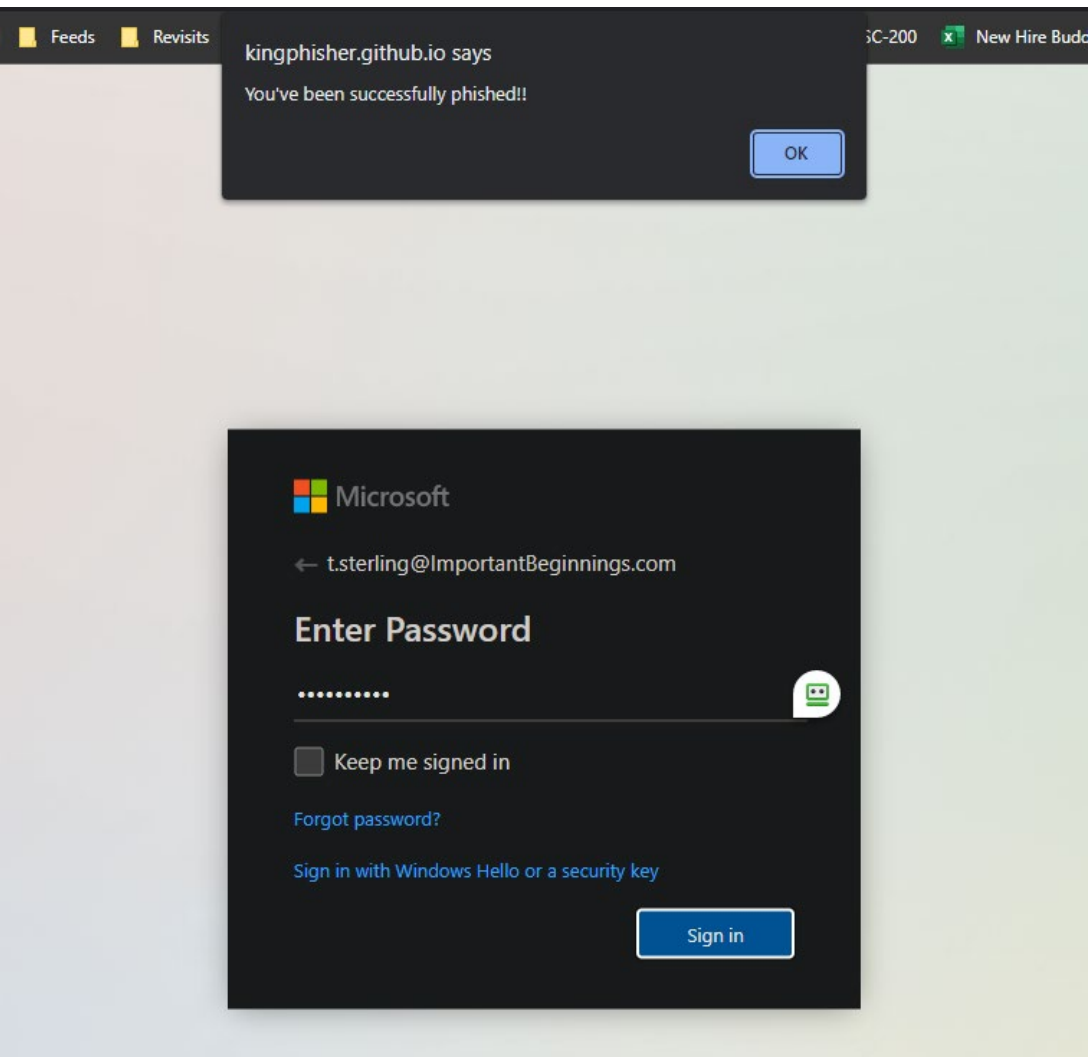 Feeds Revisits SC-200 New Hire
kingphisher.github.io says
You've been successfully phished!!
OK
Microsoft
← t.sterling@ImportantBeginnings.com
Enter Password
••••••••••
Keep me signed in
Forgot password?
Sign in with Windows Hello or a security key
Sign in